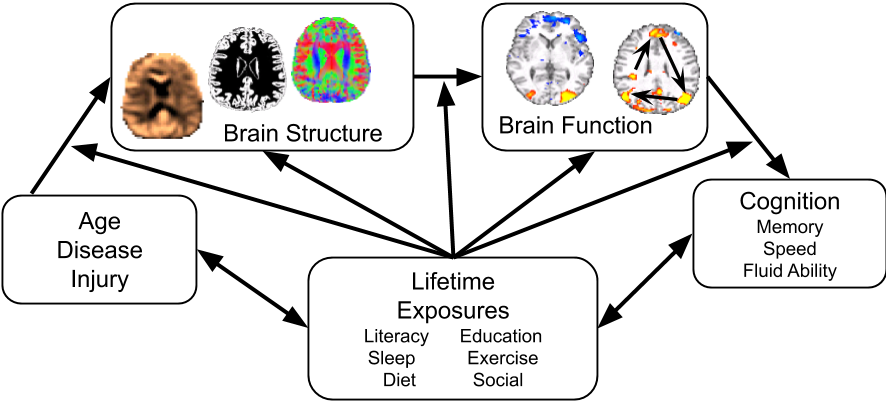 Brain Structure
Brain Function
Age
Disease
Injury
Cognition
Memory
Speed
Fluid Ability
Lifetime
Exposures
Literacy Education
Sleep Exercise
Diet Social